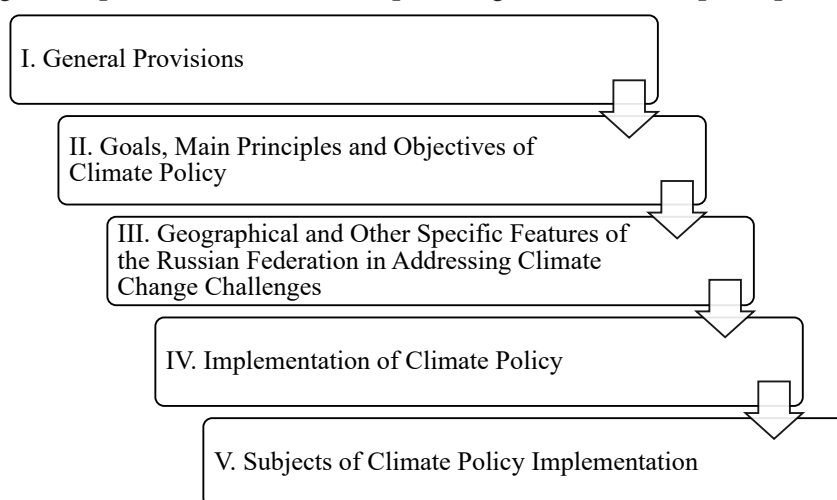 I. General Provisions
II. Goals, Main Principles and Objectives of
Climate Policy
III. Geographical and Other Specific Features of
the Russian Federation in Addressing Climate
Change Challenges
IV. Implementation of Climate Policy
V. Subjects of Climate Policy Implementation